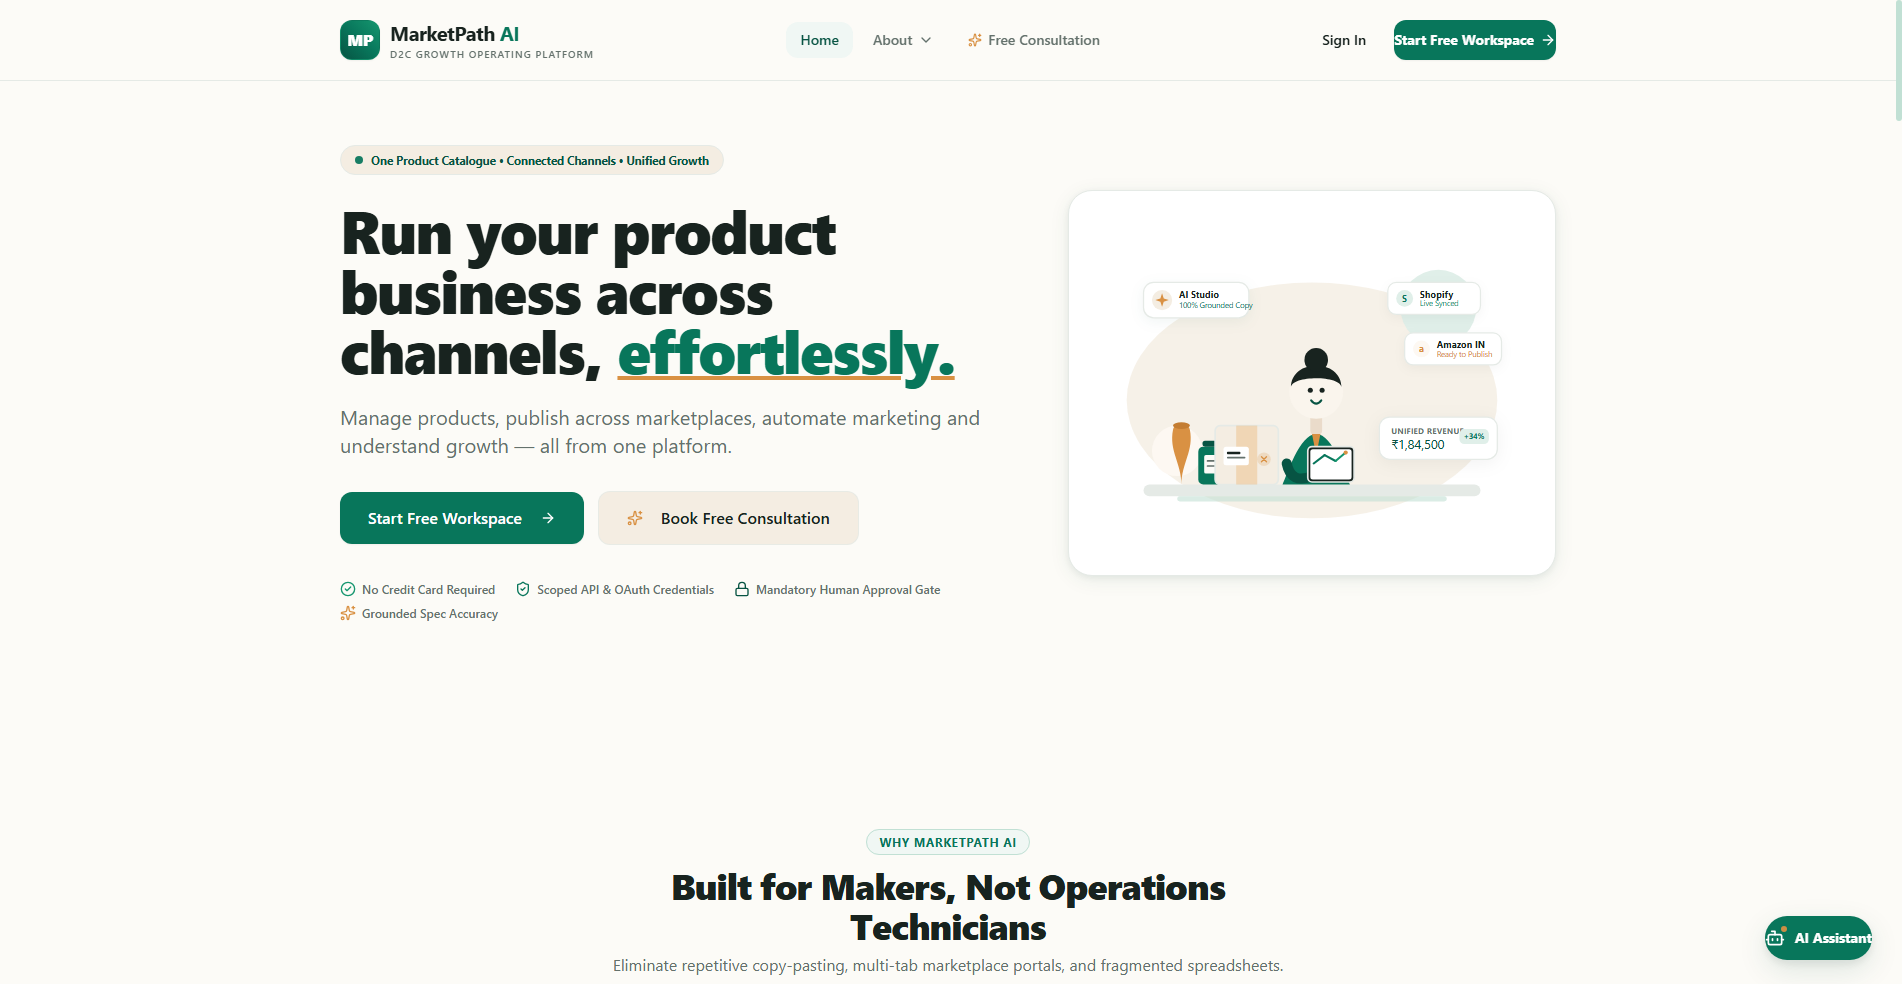 MP
MarketPath AI
D2C GROWTH OPERATING PLATFORM
Home
About
Free Consultation
Sign In
Start Free Workspace
One Product Catalogue • Connected Channels • Unified Growth
Run your product
business across
channels, effortlessly.
Manage products, publish across marketplaces, automate marketing and
understand growth — all from one platform.
Start Free Workspace
Book Free Consultation
No Credit Card Required
Scoped API & OAuth Credentials
Mandatory Human Approval Gate
Grounded Spec Accuracy
AI Studio
100% Grounded Copy
S
Shopify
Live Synced
a
Amazon IN
Ready to Publish
UNIFIED REVENUE
+34%
₹1,84,500
WHY MARKETPATH AI
Built for Makers, Not Operations
Technicians
Eliminate repetitive copy-pasting, multi-tab marketplace portals, and fragmented spreadsheets.
AI Assistant